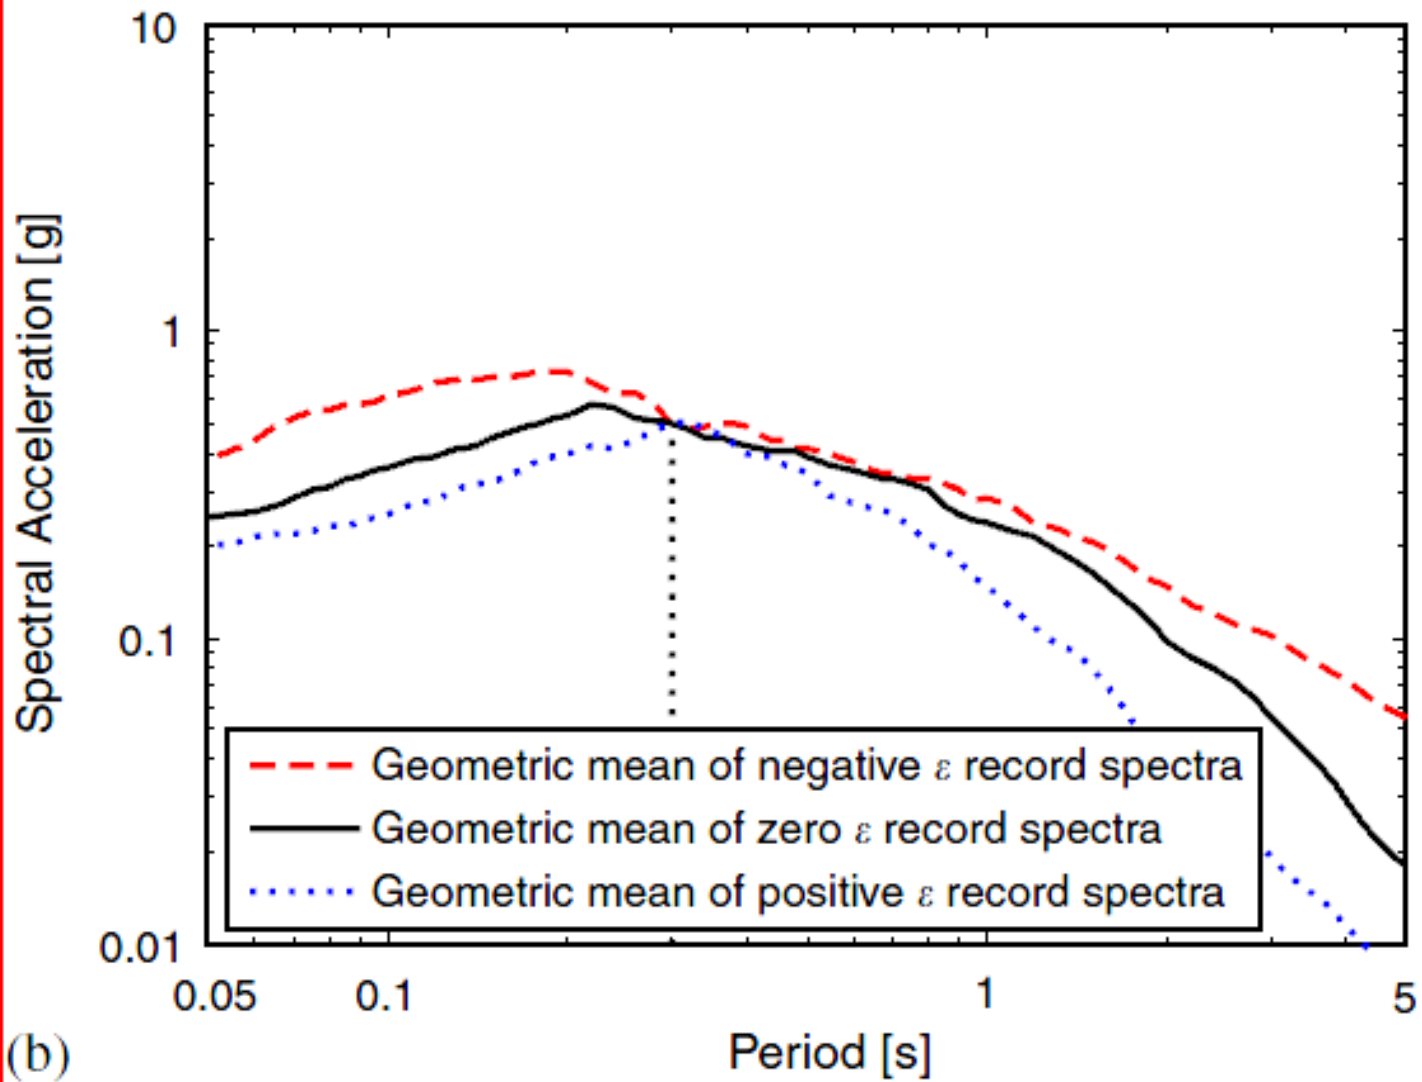 10
1
0.1
0.01
Spectral Acceleration [g]
Geometric mean of negative ε record spectra
Geometric mean of zero ε record spectra
Geometric mean of positive ε record spectra
0.05 0.1 1 5
Period [s]
(b)